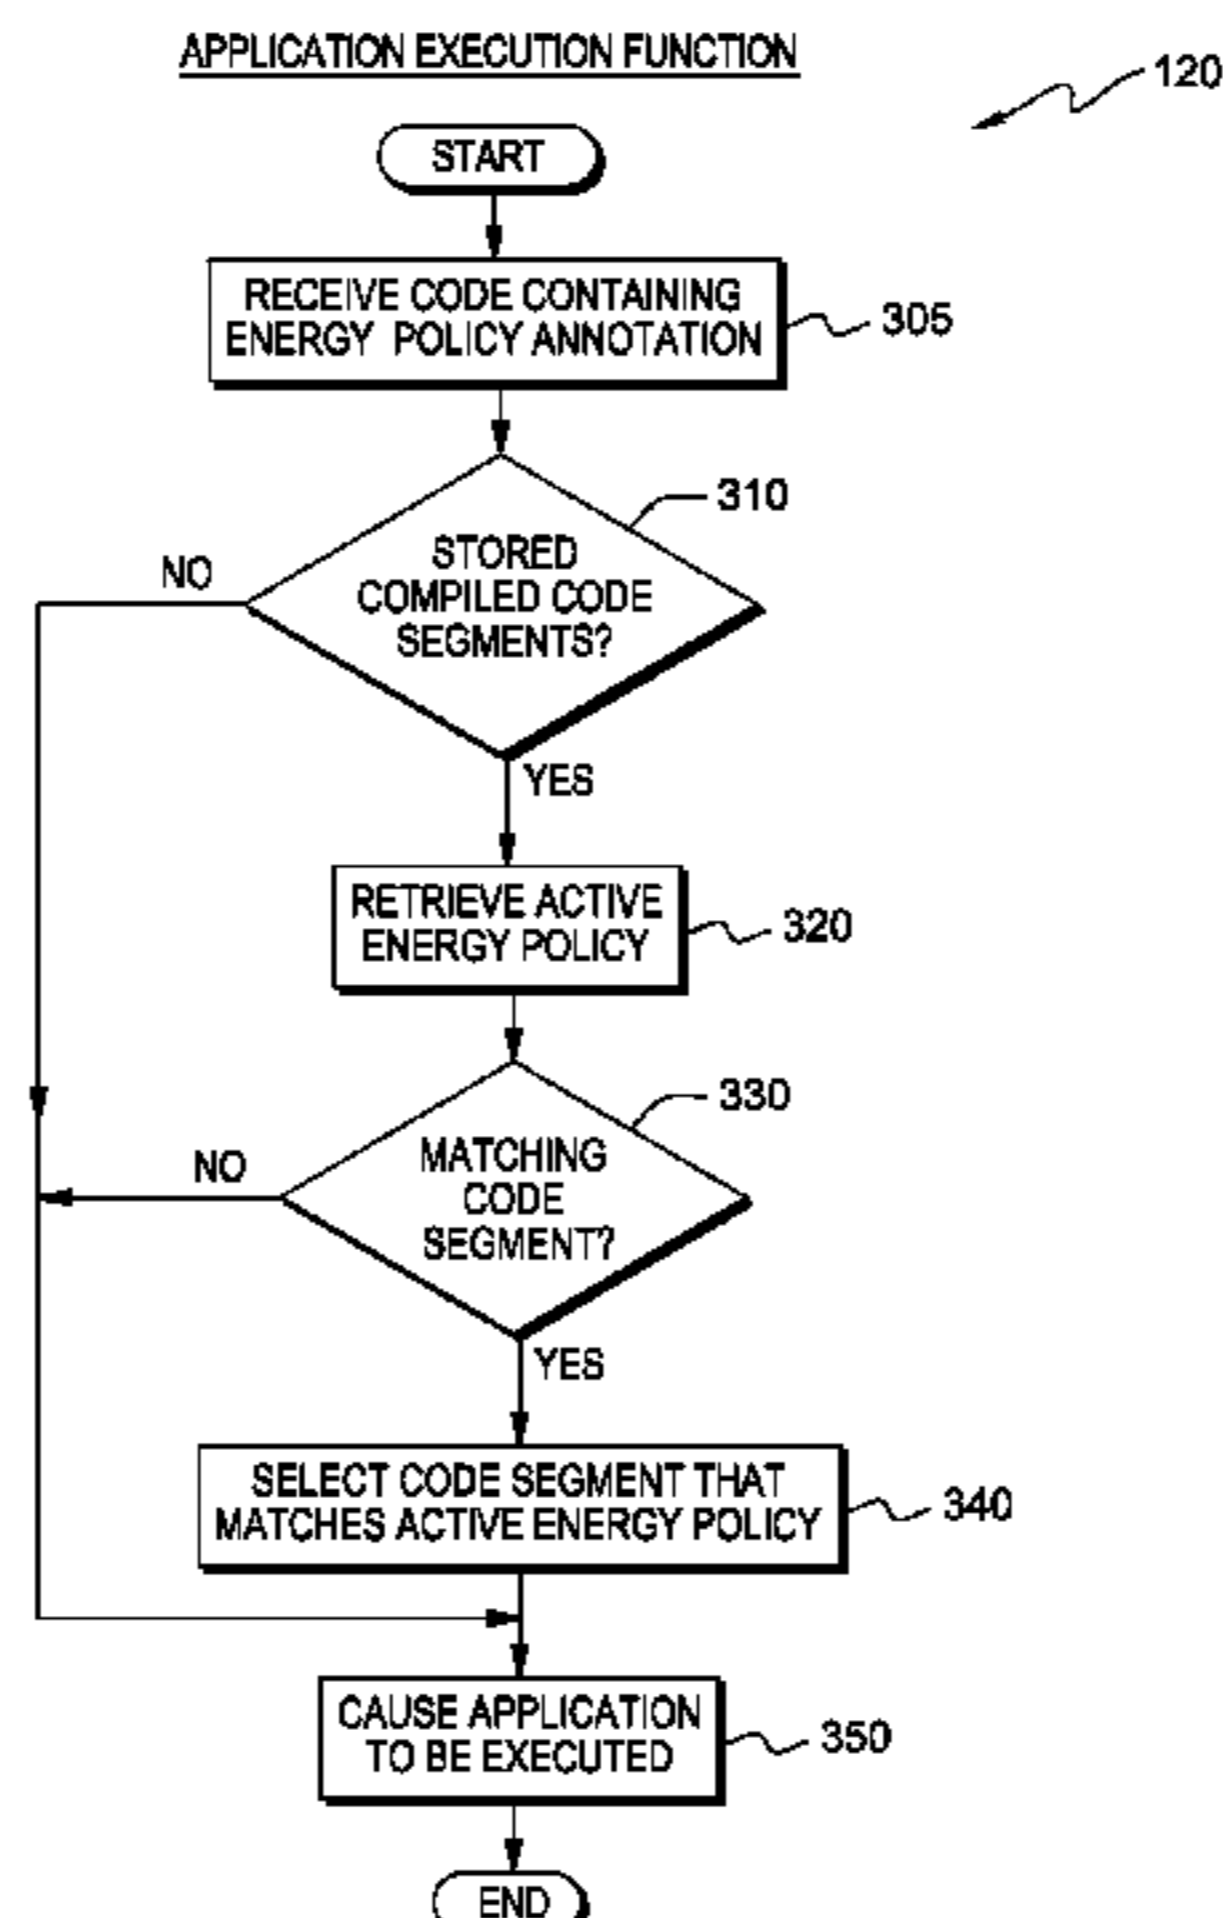 APPLICATION EXECUTION FUNCTION
120
START
RECEIVE CODE CONTAINING
ENERGY POLICY ANNOTATION
305
310
STORED
COMPILED CODE
SEGMENTS?
NO
YES
RETRIEVE ACTIVE
ENERGY POLICY
320
330
MATCHING
CODE
SEGMENT?
NO
YES
SELECT CODE SEGMENT THAT
MATCHES ACTIVE ENERGY POLICY
340
CAUSE APPLICATION
TO BE EXECUTED
350
END